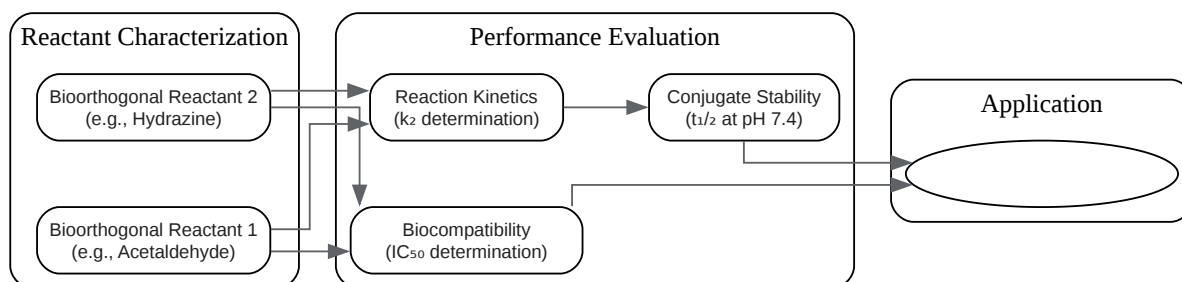 Reactant Characterization
Bioorthogonal Reactant 2
(e.g., Hydrazine)
Bioorthogonal Reactant 1
(e.g., Acetaldehyde)
Performance Evaluation
Reaction Kinetics
(k₂ determination)
Conjugate Stability
(t₁/₂ at pH 7.4)
Biocompatibility
(IC₅₀ determination)
Application